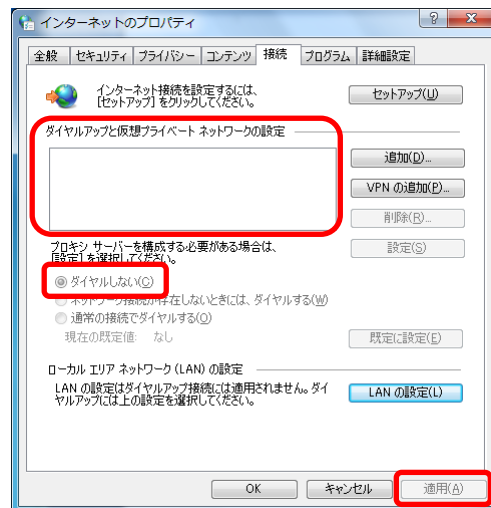 インターネットのプロパティ
全般 セキュリティ プライバシー コンテンツ 接続 プログラム 詳細設定
インターネット接続を設定するには、
[セットアップ] をクリックしてください。
セットアップ(U)
ダイヤルアップと仮想プライベート ネットワークの設定
追加(D)...
VPN の追加(P)...
削除(R)...
プロキシ サーバーを構成する必要がある場合は、
[設定] を選択してください。
設定(S)
ダイヤルしない(C)
ネットワーク接続が存在しないときには、ダイヤルする(W)
通常の接続でダイヤルする(O)
現在の既定値: なし
既定に設定(E)
ローカル エリア ネットワーク (LAN) の設定
LAN の設定はダイヤルアップ接続には適用されません。ダイ
ヤルアップには上の設定を選択してください。
LAN の設定(L)
OK キャンセル 適用(A)